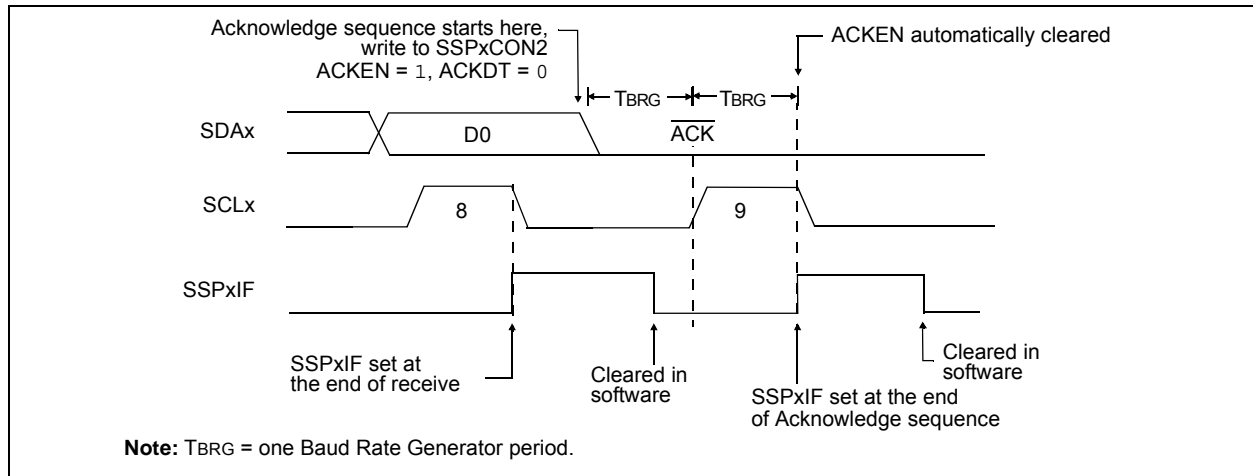 Acknowledge sequence starts here,
write to SSPxCON2
ACKEN = 1, ACKDT = 0
ACKEN automatically cleared
TBRG
TBRG
SDAx
D0
ACK
SCLx
8
9
SSPxIF
SSPxIF set at
the end of receive
Cleared in
software
SSPxIF set at the end
of Acknowledge sequence
Cleared in
software
Note: TBRG = one Baud Rate Generator period.